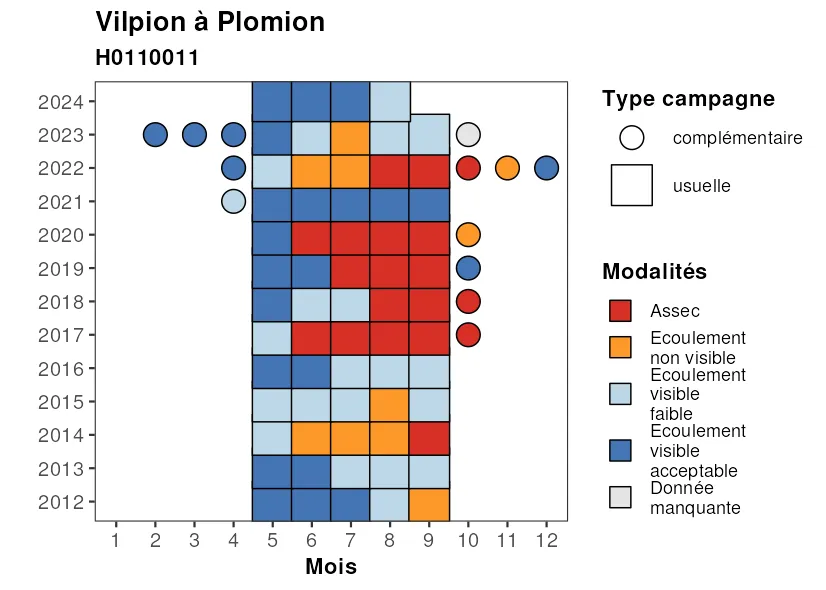 Vilpion à Plomion
H0110011
2024
2023
2022
2021
2020
2019
2018
2017
2016
2015
2014
2013
2012
1 2 3 4 5 6 7 8 9 10 11 12
Mois
Type campagne
complémentaire
usuelle
Modalités
Assec
Ecoulement
non visible
Ecoulement
visible
faible
Ecoulement
visible
acceptable
Donnée
manquante